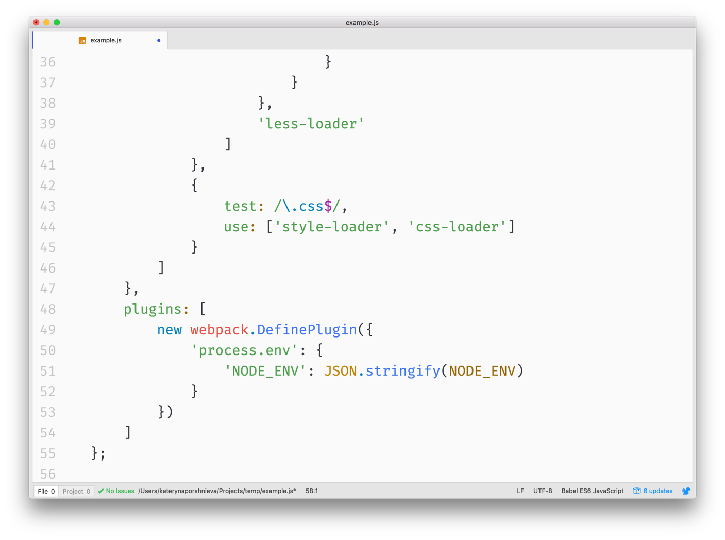 example.js
example.js
36 }
37 }
38 },
39 'less-loader'
40 ]
41 },
42 {
43 test: /\.css$/,
44 use: ['style-loader', 'css-loader']
45 }
46 ]
47 },
48 plugins: [
49 new webpack.DefinePlugin({
50 'process.env': {
51 'NODE_ENV': JSON.stringify(NODE_ENV)
52 }
53 })
54 ]
55 };
56
File 0 Project 0 ✓ No Issues /Users/katerynaporshnieva/Projects/temp/example.js* 58:1 LF UTF-8 Babel ES6 JavaScript 8 updates